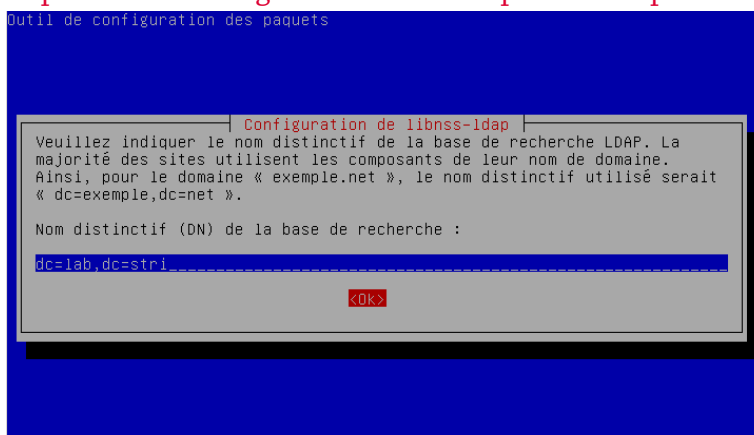 Outil de configuration des paquets
Configuration de libnss-ldap
Veuillez indiquer le nom distinctif de la base de recherche LDAP. La
majorité des sites utilisent les composants de leur nom de domaine.
Ainsi, pour le domaine « exemple.net », le nom distinctif utilisé serait
« dc=exemple,dc=net ».
Nom distinctif (DN) de la base de recherche :
dc=lab,dc=stri
<Ok>